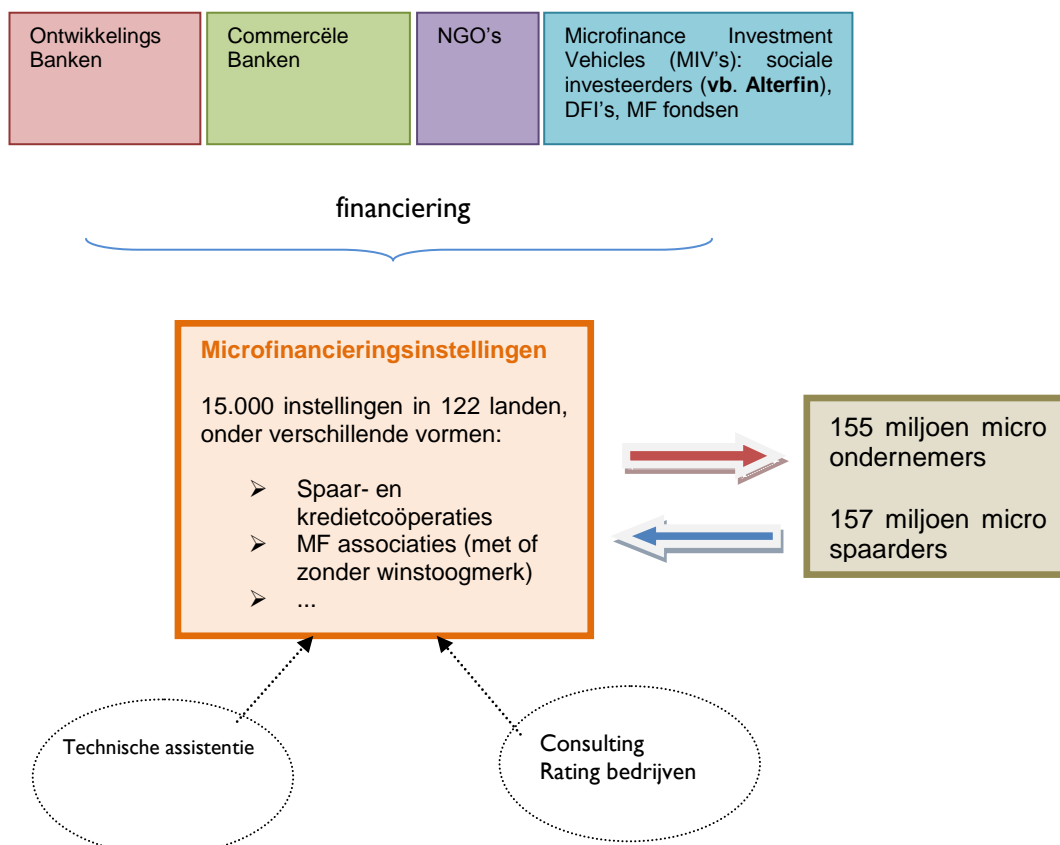 Ontwikkelings
Banken
Commercële
Banken
NGO's
Microfinance Investment
Vehicles (MIV's): sociale
investeerders (vb. Alterfin),
DFI's, MF fondsen
financiering
Microfinancieringsinstellingen
15.000 instellingen in 122 landen,
onder verschillende vormen:
➢ Spaar- en
kredietcoöperaties
➢ MF associaties (met of
zonder winstoogmerk)
➢ ...
155 miljoen micro
ondernemers
157 miljoen micro
spaarders
Technische assistentie
Consulting
Rating bedrijven